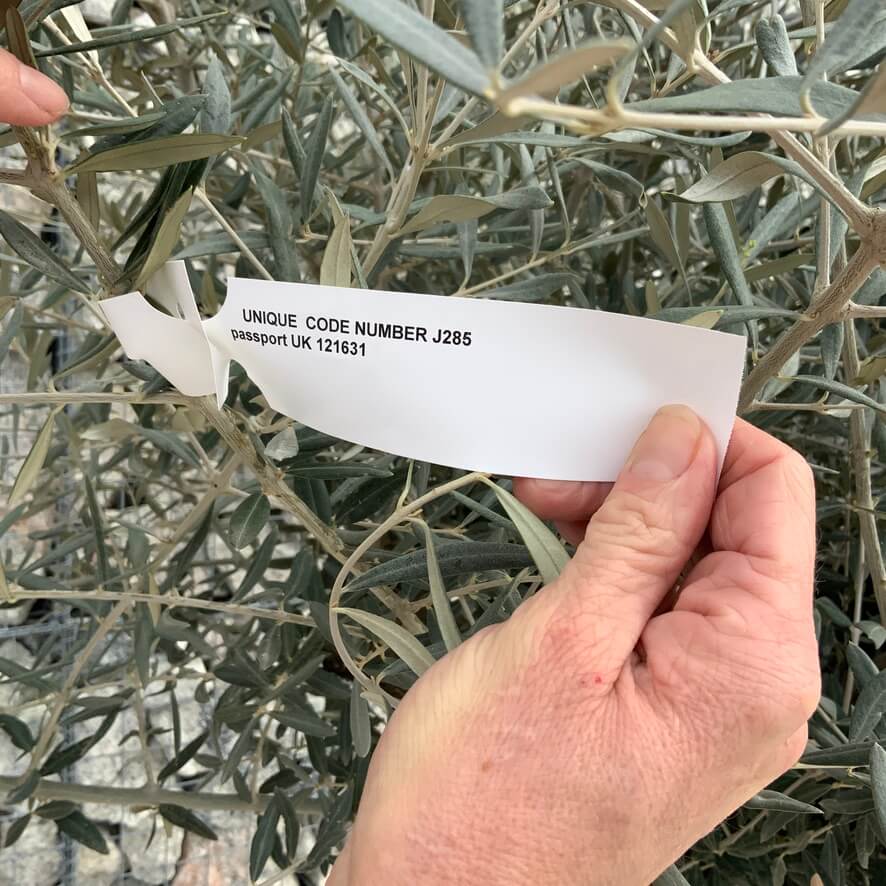 UNIQUE CODE NUMBER J285
passport UK 121631